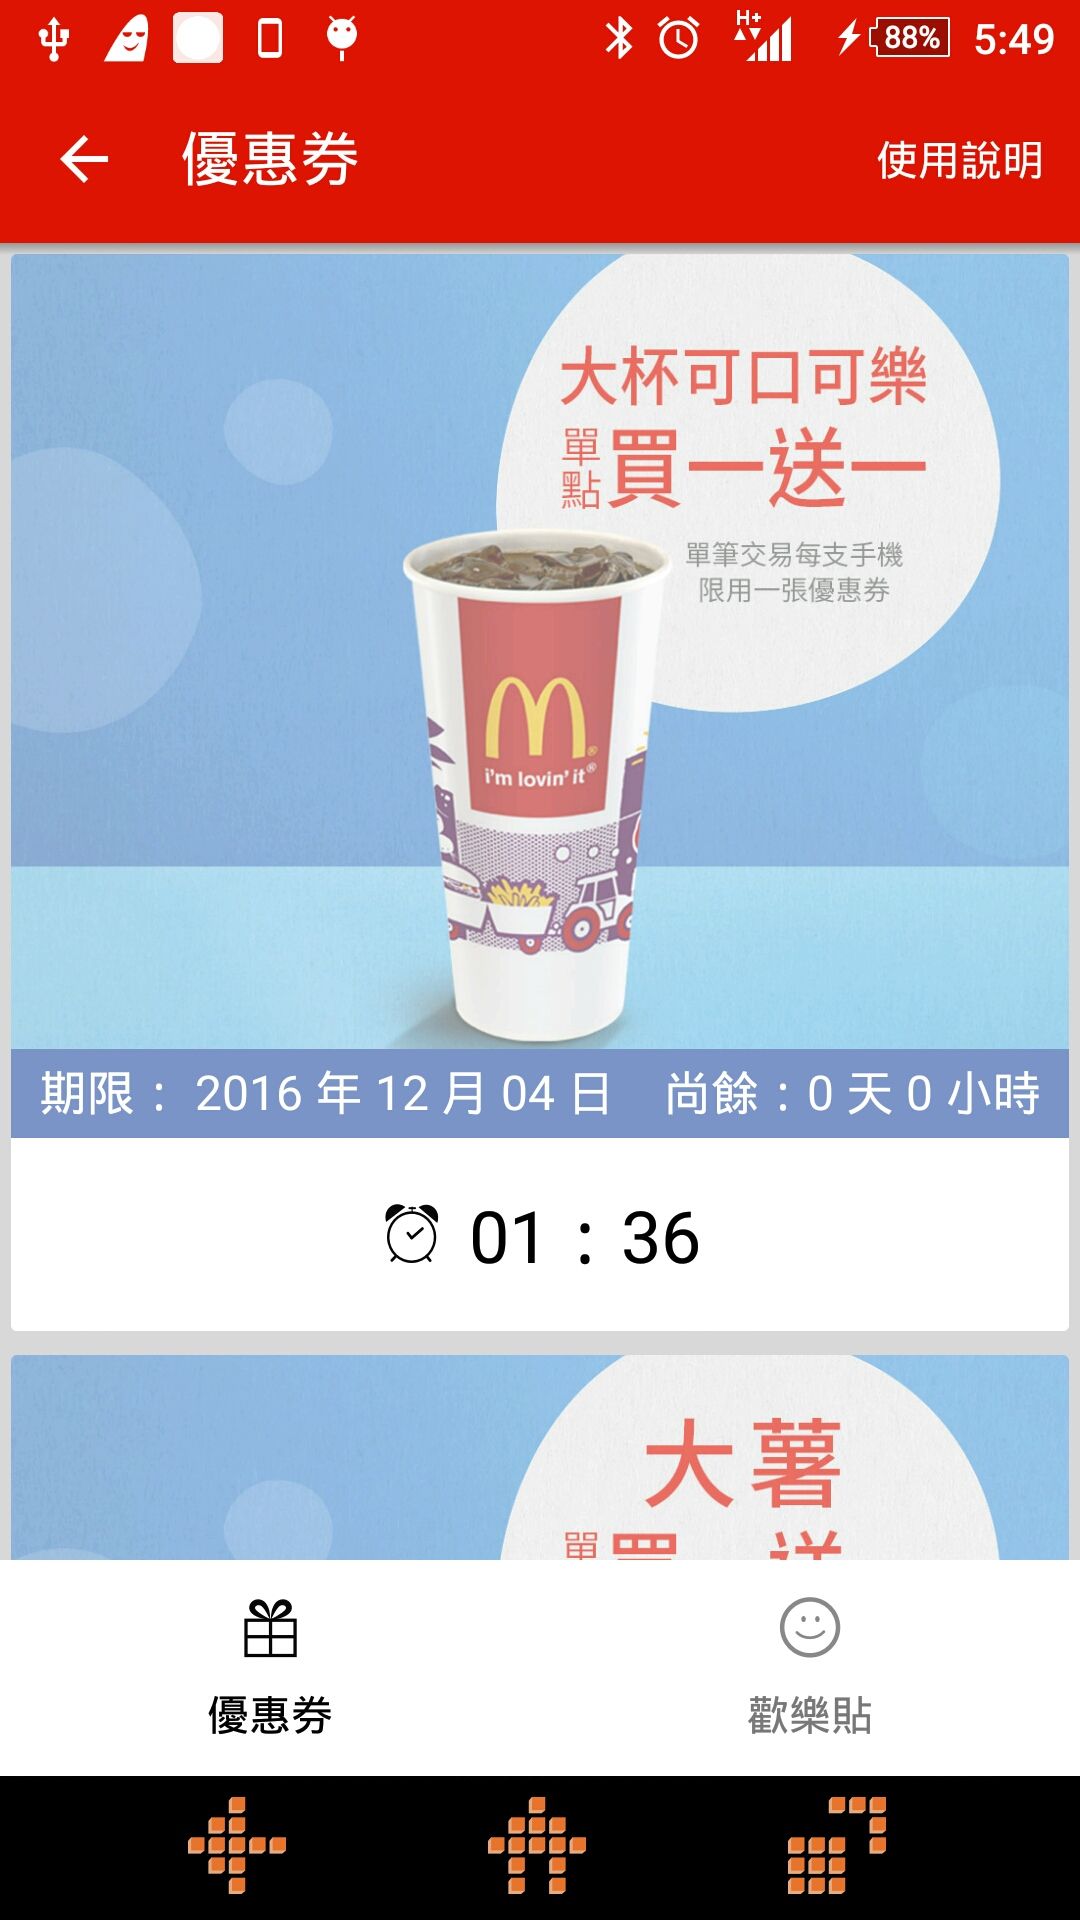 H+
88%
5:49
優惠券
使用說明
大杯可口可樂
單點 買一送一
單筆交易每支手機
限用一張優惠券
i'm lovin' it®
期限： 2016 年 12 月 04 日 尚餘：0 天 0 小時
01 : 36
大薯
單買一送
優惠券
歡樂貼